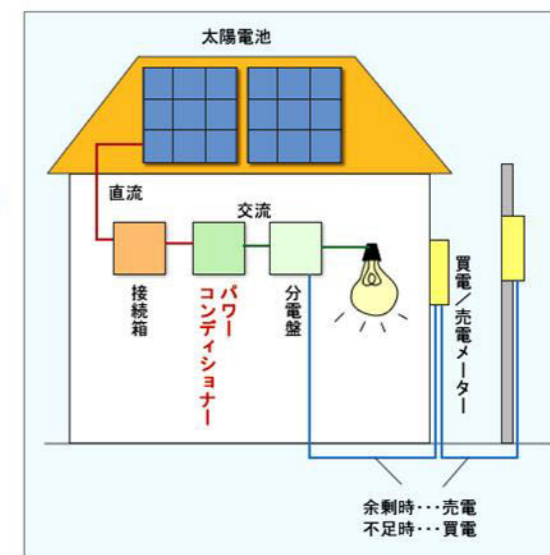 太陽電池
直流
交流
接続箱
パワー
コンディショナー
分電盤
買電／売電メーター
余剰時･･･売電
不足時･･･買電